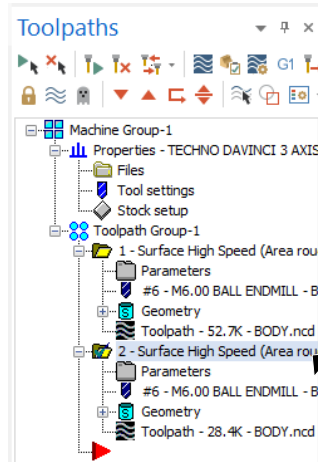 Toolpaths
G1
Machine Group-1
Properties - TECHNO DAVINCI 3 AXIS
Files
Tool settings
Stock setup
Toolpath Group-1
1 - Surface High Speed (Area rou
Parameters
#6 - M6.00 BALL ENDMILL - B
Geometry
Toolpath - 52.7K - BODY.ncd
2 - Surface High Speed (Area rou
Parameters
#6 - M6.00 BALL ENDMILL - B
Geometry
Toolpath - 28.4K - BODY.ncd